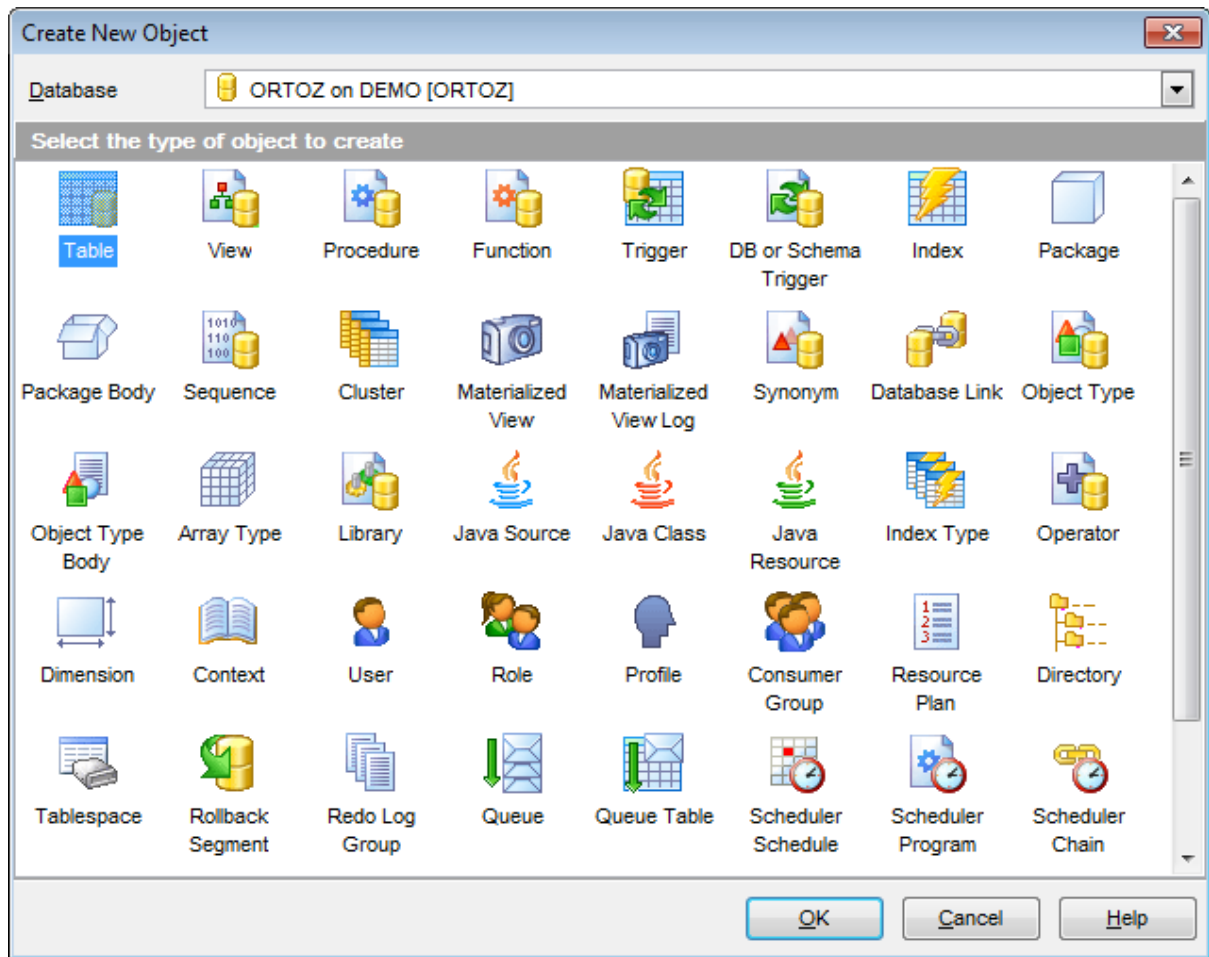 Create New Object
Database ORTOZ on DEMO [ORTOZ]
Select the type of object to create
Table View Procedure Function Trigger DB or Schema Trigger Index Package
Package Body Sequence Cluster Materialized View Materialized View Log Synonym Database Link Object Type
Object Type Body Array Type Library Java Source Java Class Java Resource Index Type Operator
Dimension Context User Role Profile Consumer Group Resource Plan Directory
Tablespace Rollback Segment Redo Log Group Queue Queue Table Scheduler Schedule Scheduler Program Scheduler Chain
OK Cancel Help